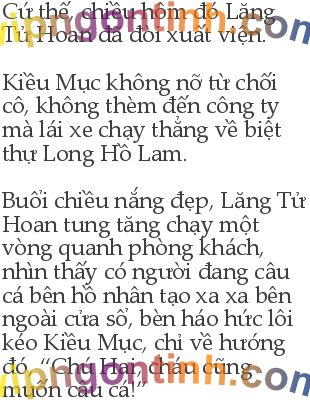 Cứ thế, chiều hôm đó Lăng
Tử Hoan đã đòi xuất viện.
Kiều Mục không nỡ từ chối
cô, không thèm đến công ty
mà lái xe chạy thẳng về biệt
thự Long Hồ Lam.
Buổi chiều nắng đẹp, Lăng Tử
Hoan tung tăng chạy một
vòng quanh phòng khách,
nhìn thấy có người đang câu
cá bên hồ nhân tạo xa xa bên
ngoài cửa sổ, bèn háo hức lôi
kéo Kiều Mục, chỉ về hướng
đó, “Chú Hai, cháu cũng
muốn câu cá!”
vipngontinh.com
vipngontinh.com